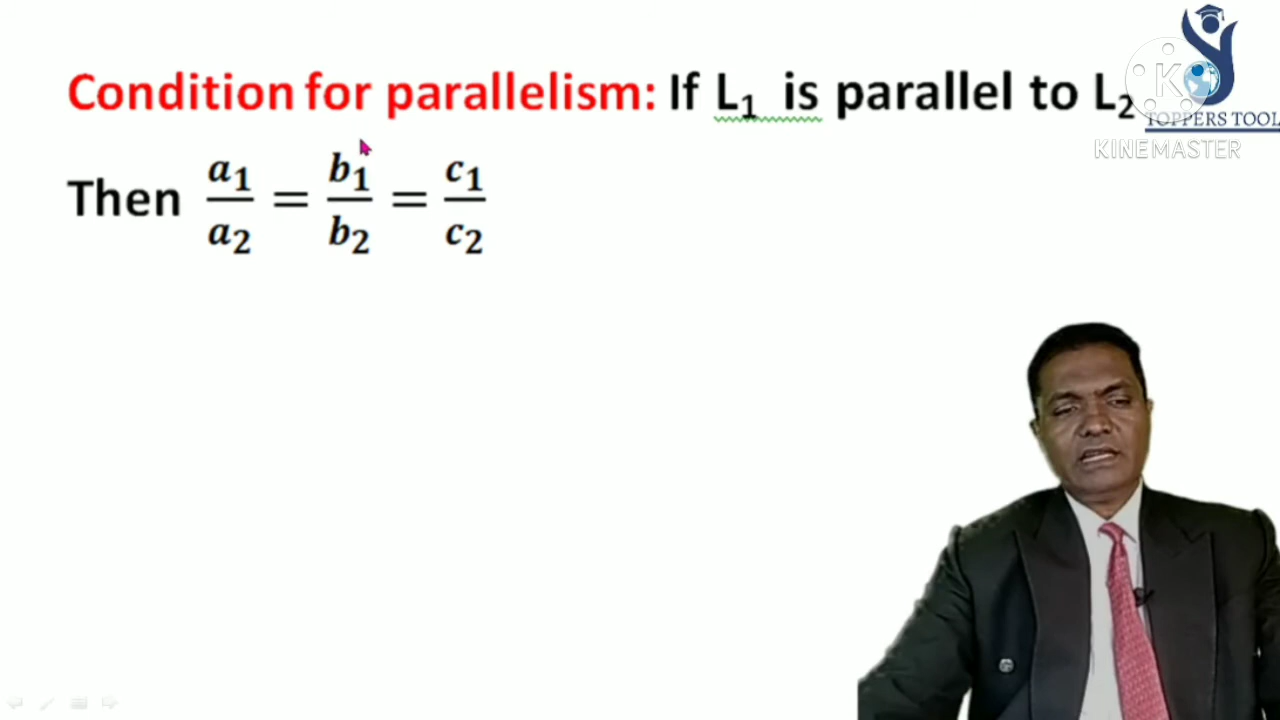 Condition for parallelism: If L₁ is parallel to L₂
Then a₁/a₂ = b₁/b₂ = c₁/c₂
K
TOPPERS TOOL
KINEMASTER